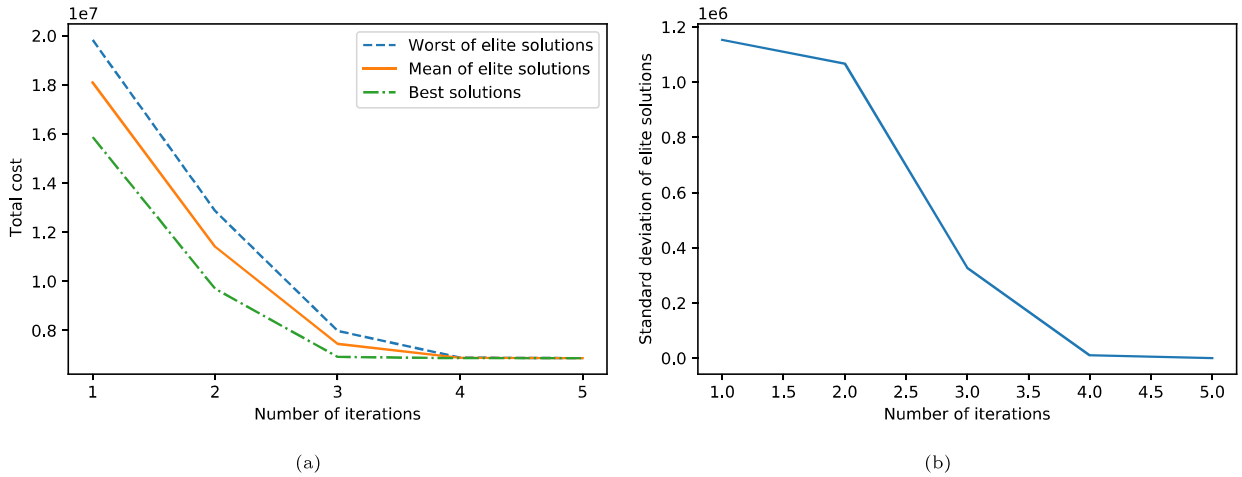 1e7
2.0
1.8
1.6
1.4
1.2
1.0
0.8
Total cost
Worst of elite solutions
Mean of elite solutions
Best solutions
1 2 3 4 5
Number of iterations
(a)
1e6
1.2
1.0
0.8
0.6
0.4
0.2
0.0
Standard deviation of elite solutions
1.0 1.5 2.0 2.5 3.0 3.5 4.0 4.5 5.0
Number of iterations
(b)